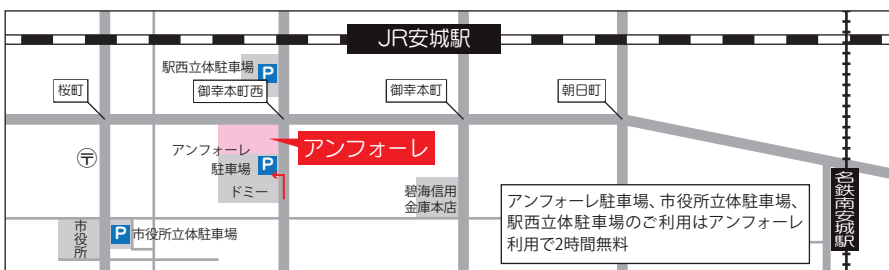 JR安城駅
駅西立体駐車場
P
桜町
御幸本町西
御幸本町
朝日町
アンフォーレ
〒
アンフォーレ
駐車場
P
ドミー
碧海信用
金庫本店
アンフォーレ駐車場、市役所立体駐車場、
駅西立体駐車場のご利用はアンフォーレ
利用で2時間無料
名鉄南安城駅
市役所
P
市役所立体駐車場